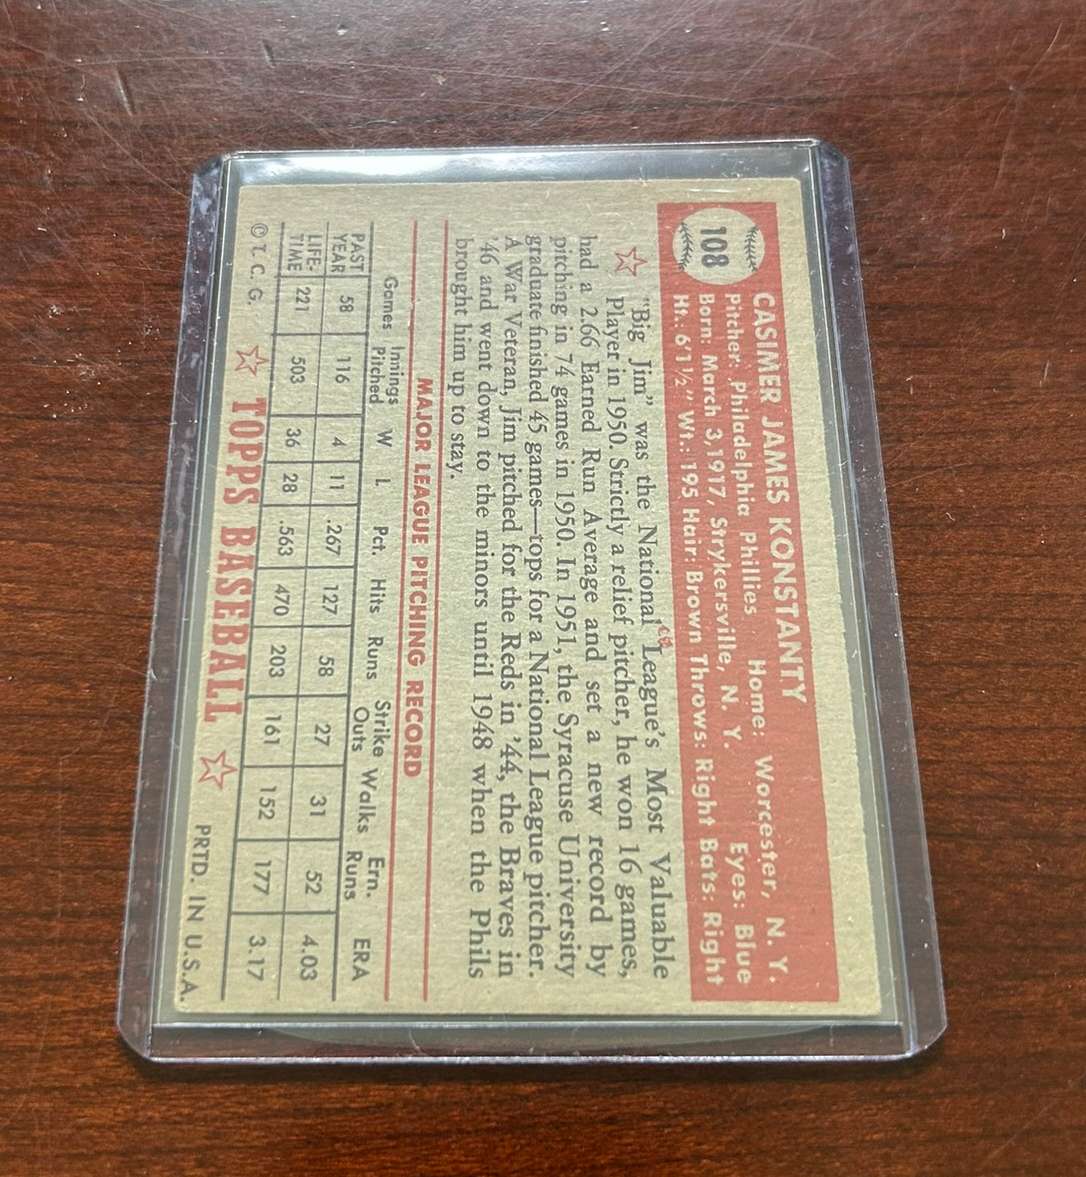 108
CASIMER JAMES KONSTANTY
Pitcher: Philadelphia Phillies Home: Worcester, N. Y.
Born: March 3, 1917, Strykersville, N. Y. Eyes: Blue
Ht.: 6'1½" Wt.: 195 Hair: Brown Throws: Right Bats: Right
"Big Jim" was the National League's Most Valuable
Player in 1950. Strictly a relief pitcher, he won 16 games,
had a 2.66 Earned Run Average and set a new record by
pitching in 74 games in 1950. In 1951, the Syracuse University
graduate finished 45 games—tops for a National League pitcher.
A War Veteran, Jim pitched for the Reds in '44, the Braves in
'46 and went down to the minors until 1948 when the Phils
brought him up to stay.
MAJOR LEAGUE PITCHING RECORD
Games Innings Pitched W L Pct. Hits Runs Strike Outs Walks Ern. Runs ERA
PAST YEAR 58 116 4 11 .267 127 58 27 31 52 4.03
LIFE-TIME 221 503 36 28 .563 470 203 161 152 177 3.17
© T. C. G. TOPPS BASEBALL PRTD. IN U.S.A.